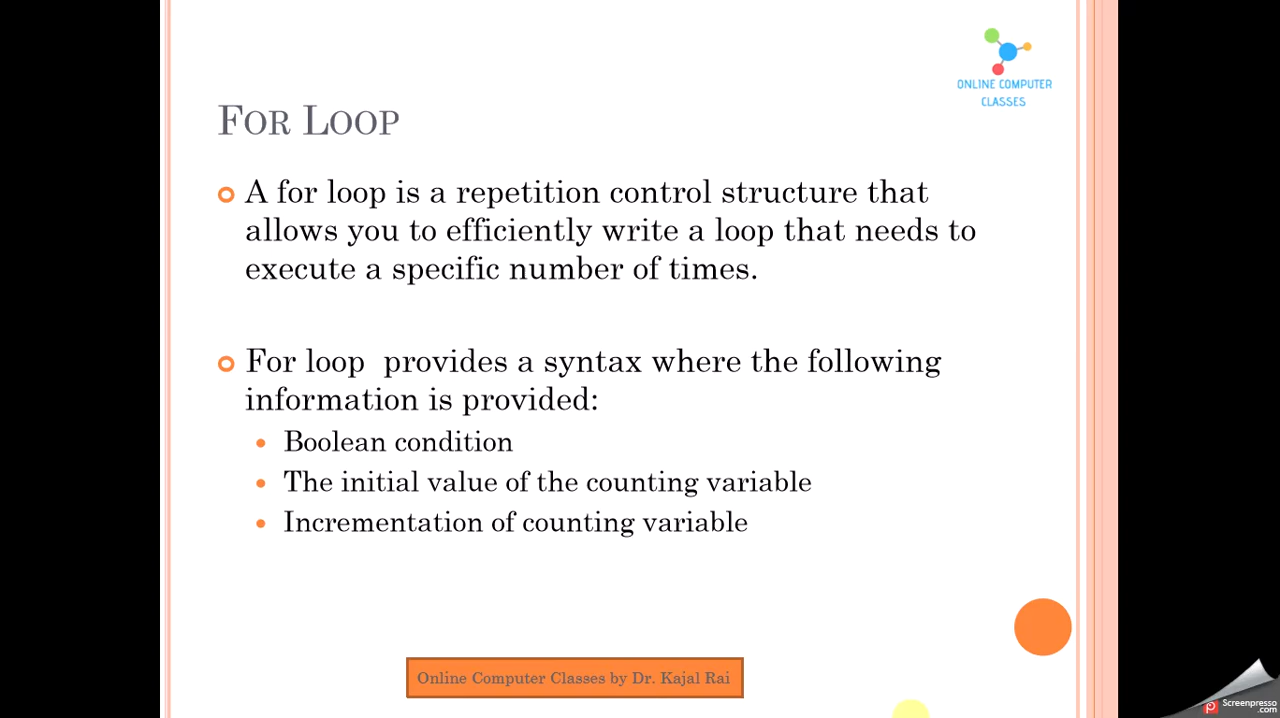 ONLINE COMPUTER
CLASSES
FOR LOOP
A for loop is a repetition control structure that
allows you to efficiently write a loop that needs to
execute a specific number of times.
For loop provides a syntax where the following
information is provided:
Boolean condition
The initial value of the counting variable
Incrementation of counting variable
Online Computer Classes by Dr. Kajal Rai
Screenpresso
.com